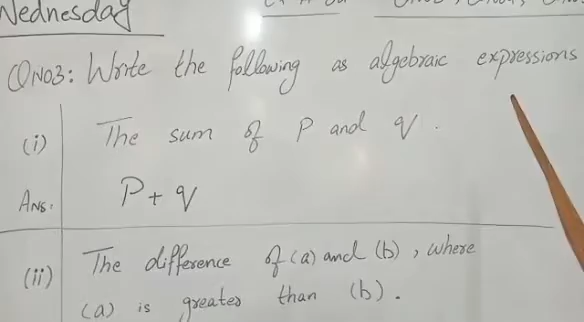 Wednesday
QNO3: Write the following as algebraic expressions
(i) The sum of P and q.
Ans: P + q
(ii) The difference of (a) and (b), where
(a) is greater than (b).